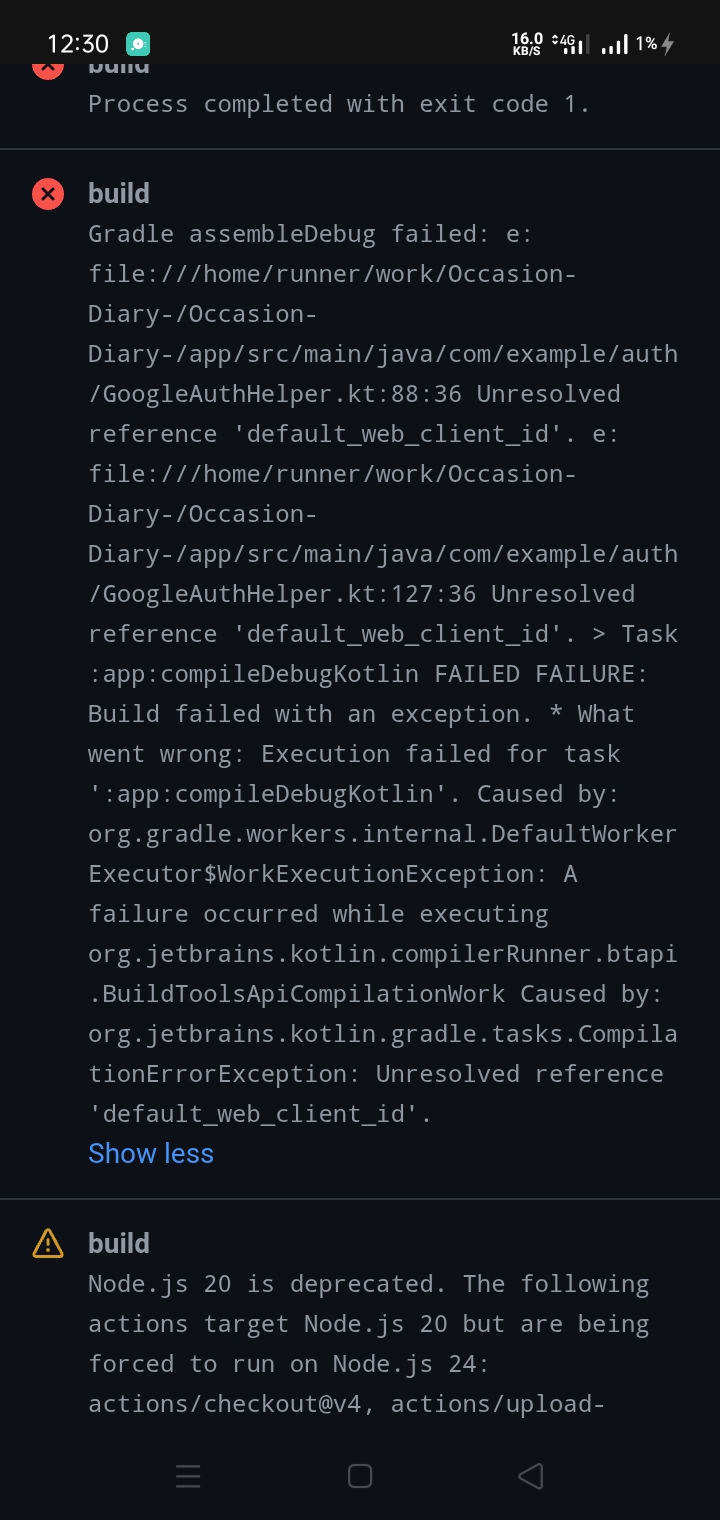 12:30
16.0
KB/S
4G
1%
build
Process completed with exit code 1.
build
Gradle assembleDebug failed: e:
file:///home/runner/work/Occasion-
Diary-/Occasion-
Diary-/app/src/main/java/com/example/auth
/GoogleAuthHelper.kt:88:36 Unresolved
reference 'default_web_client_id'. e:
file:///home/runner/work/Occasion-
Diary-/Occasion-
Diary-/app/src/main/java/com/example/auth
/GoogleAuthHelper.kt:127:36 Unresolved
reference 'default_web_client_id'. > Task
:app:compileDebugKotlin FAILED FAILURE:
Build failed with an exception. * What
went wrong: Execution failed for task
':app:compileDebugKotlin'. Caused by:
org.gradle.workers.internal.DefaultWorker
Executor$WorkExecutionException: A
failure occurred while executing
org.jetbrains.kotlin.compilerRunner.btapi
.BuildToolsApiCompilationWork Caused by:
org.jetbrains.kotlin.gradle.tasks.Compila
tionErrorException: Unresolved reference
'default_web_client_id'.
Show less
build
Node.js 20 is deprecated. The following
actions target Node.js 20 but are being
forced to run on Node.js 24:
actions/checkout@v4, actions/upload-